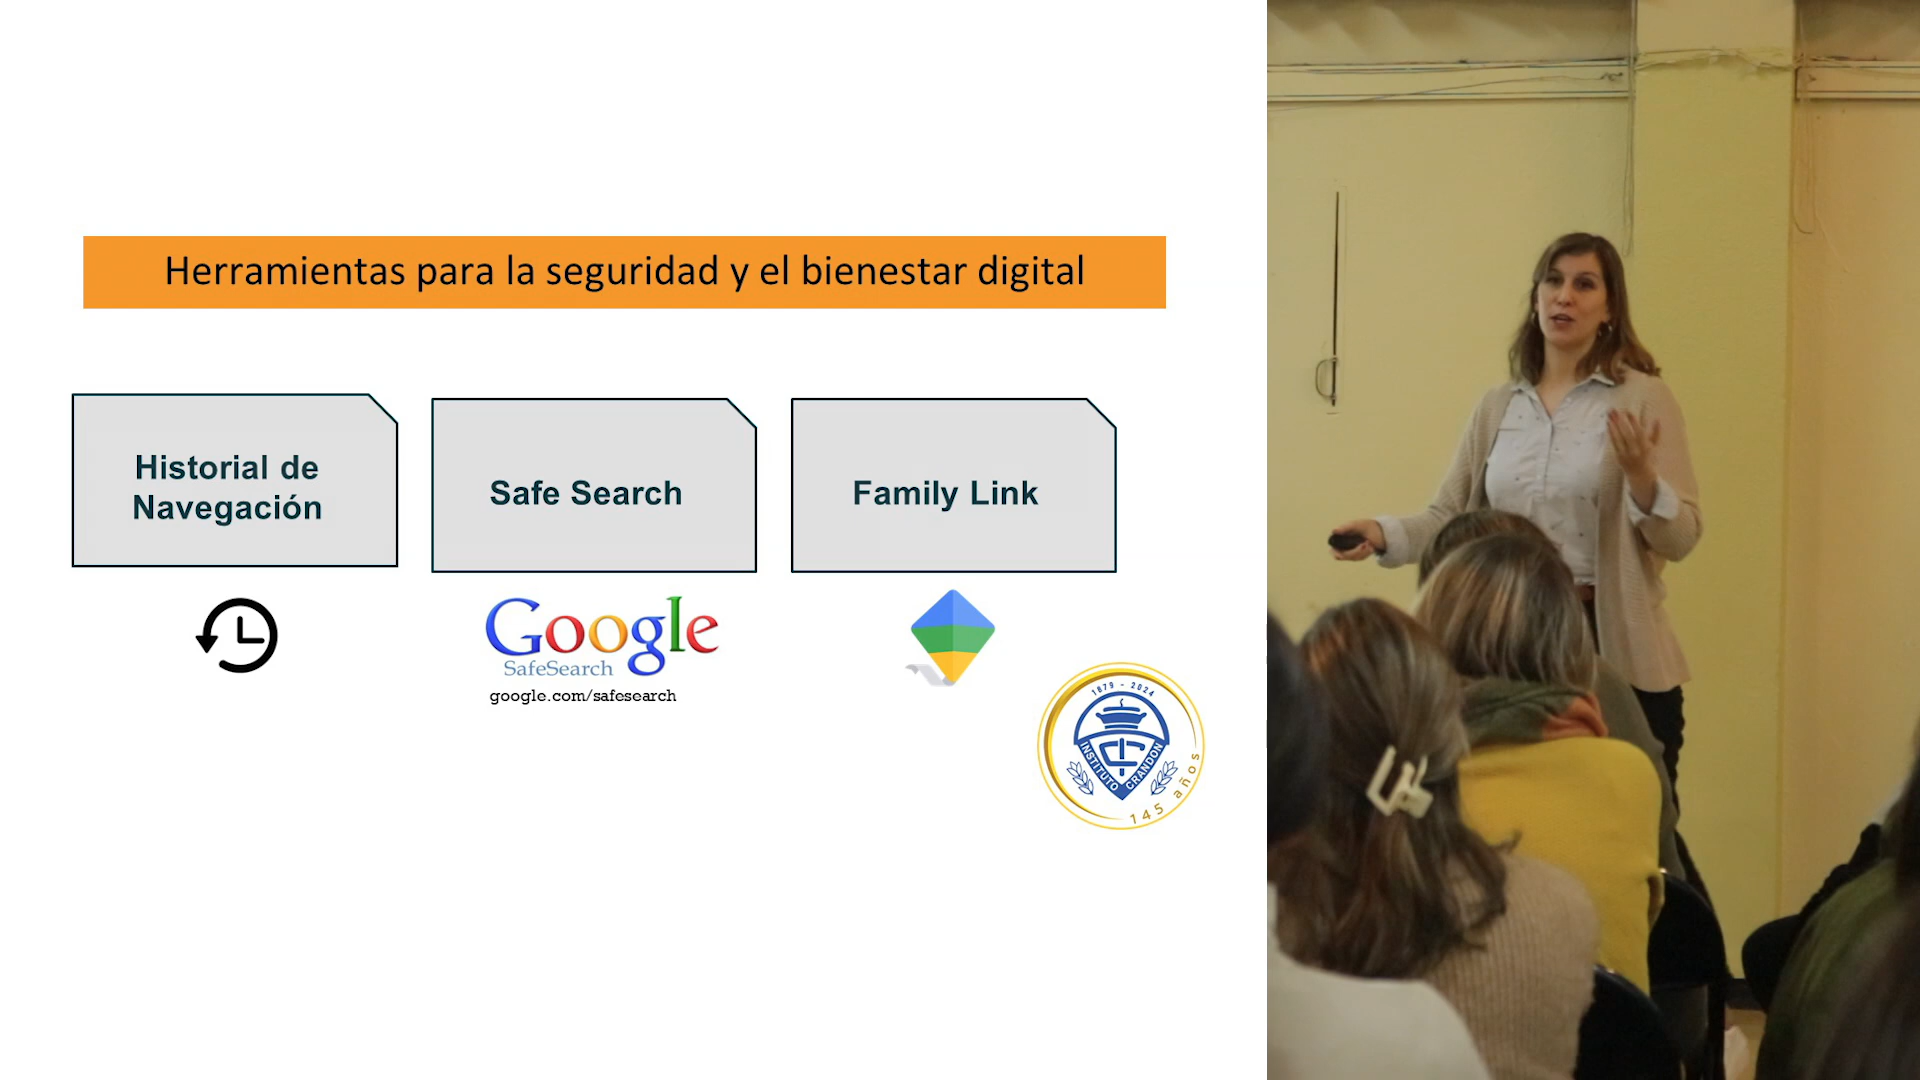 Herramientas para la seguridad y el bienestar digital
Historial de
Navegación
Safe Search
Family Link
Google
SafeSearch
google.com/safesearch
1879 - 2024
INSTITUTO CRANDON
145 años